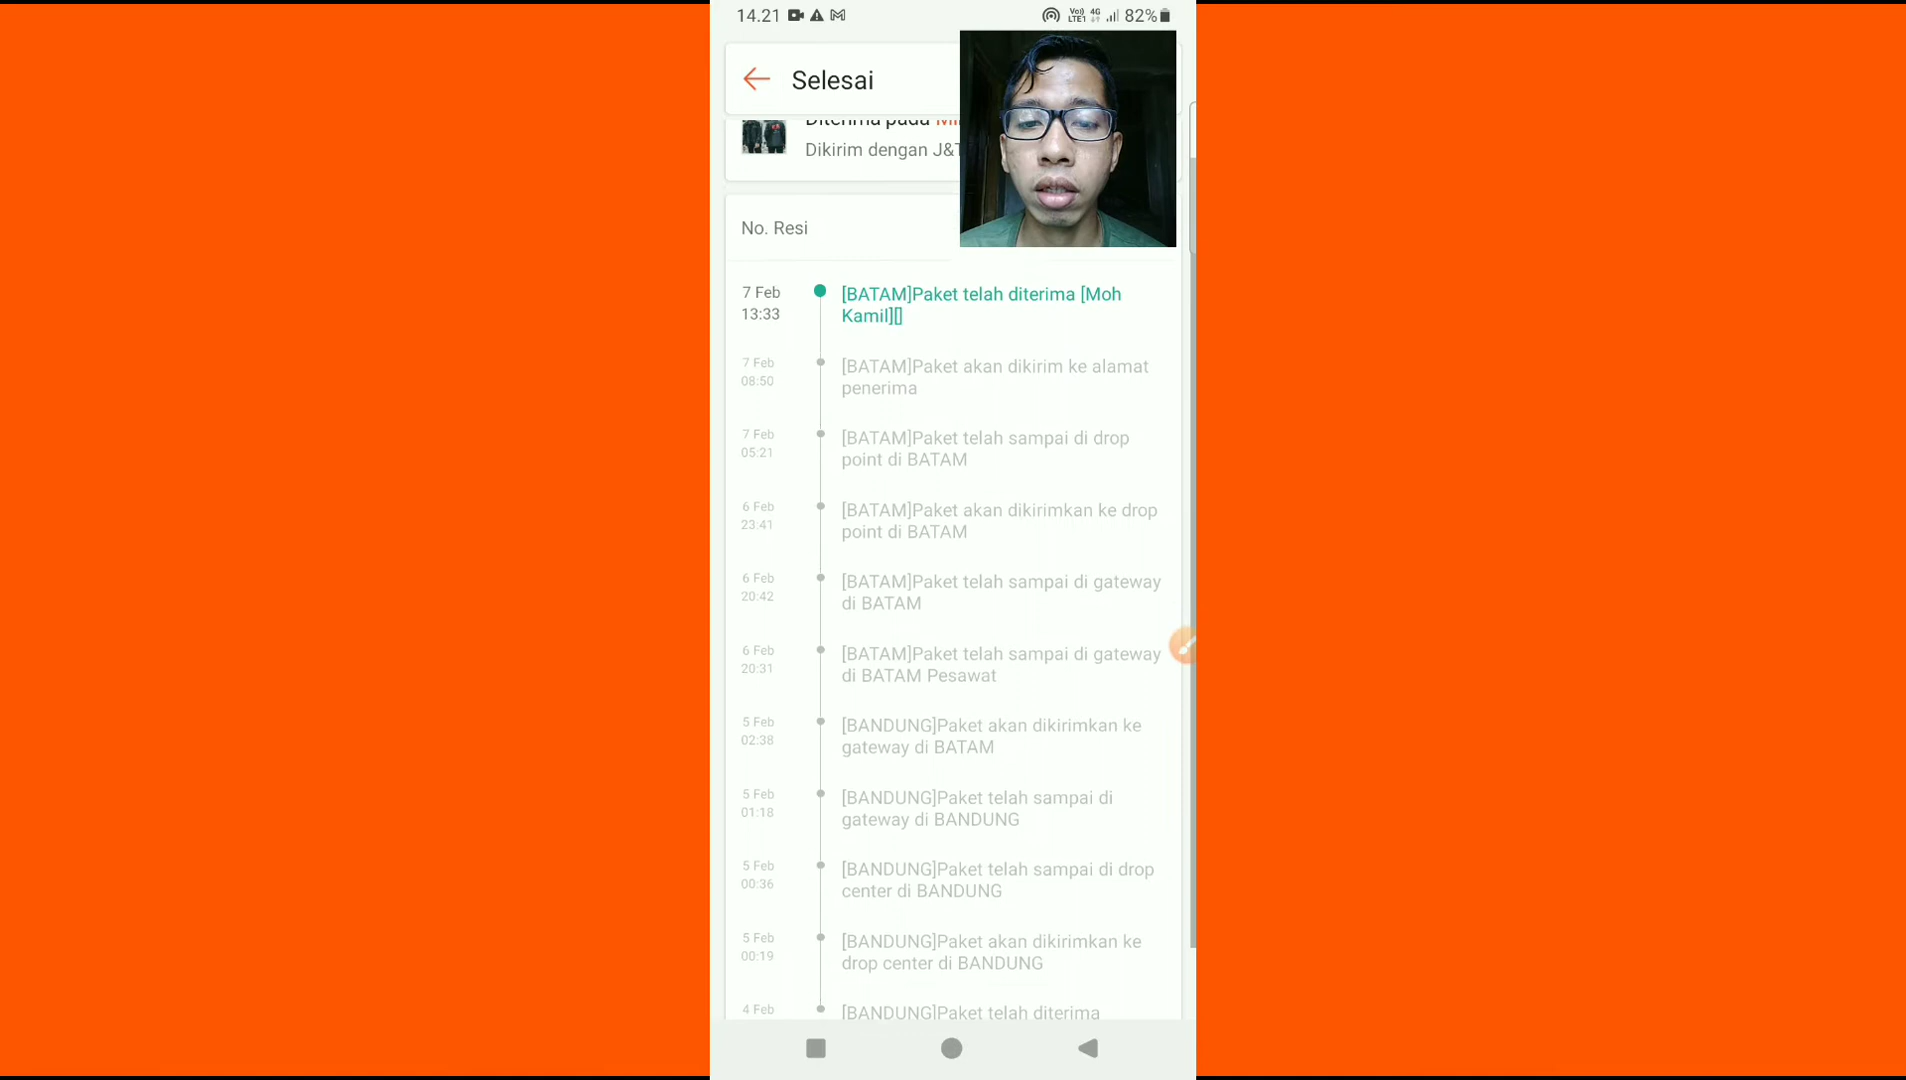 14.21
Vo) 4G
LTE1
82%
Selesai
Diterima pada
Dikirim dengan J&T
No. Resi
7 Feb
13:33
[BATAM]Paket telah diterima [Moh
Kamil][]
7 Feb
08:50
[BATAM]Paket akan dikirim ke alamat
penerima
7 Feb
05:21
[BATAM]Paket telah sampai di drop
point di BATAM
6 Feb
23:41
[BATAM]Paket akan dikirimkan ke drop
point di BATAM
6 Feb
20:42
[BATAM]Paket telah sampai di gateway
di BATAM
6 Feb
20:31
[BATAM]Paket telah sampai di gateway
di BATAM Pesawat
5 Feb
02:38
[BANDUNG]Paket akan dikirimkan ke
gateway di BATAM
5 Feb
01:18
[BANDUNG]Paket telah sampai di
gateway di BANDUNG
5 Feb
00:36
[BANDUNG]Paket telah sampai di drop
center di BANDUNG
5 Feb
00:19
[BANDUNG]Paket akan dikirimkan ke
drop center di BANDUNG
4 Feb
[BANDUNG]Paket telah diterima